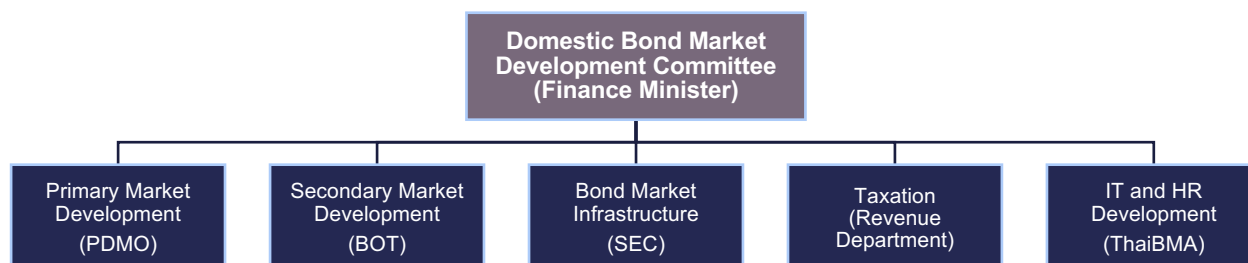 Domestic Bond Market
Development Committee
(Finance Minister)
Primary Market
Development
(PDMO)
Secondary Market
Development
(BOT)
Bond Market
Infrastructure
(SEC)
Taxation
(Revenue
Department)
IT and HR
Development
(ThaiBMA)